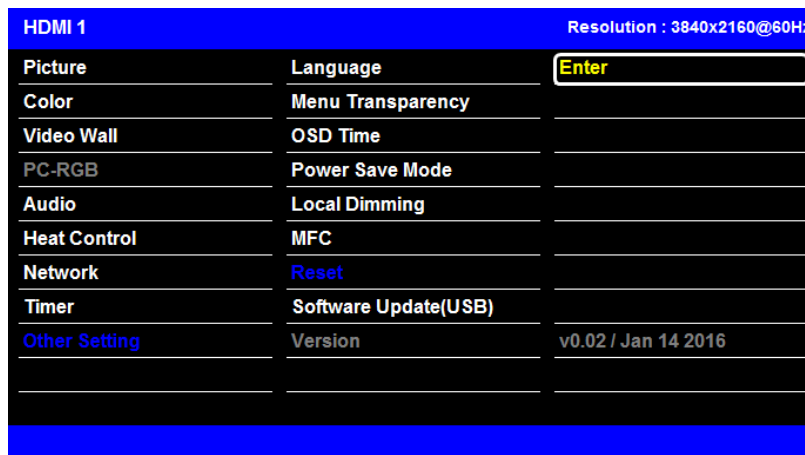 HDMI 1 Resolution : 3840x2160@60Hz
Picture Language Enter
Color Menu Transparency
Video Wall OSD Time
PC-RGB Power Save Mode
Audio Local Dimming
Heat Control MFC
Network Reset
Timer Software Update(USB)
Other Setting Version v0.02 / Jan 14 2016